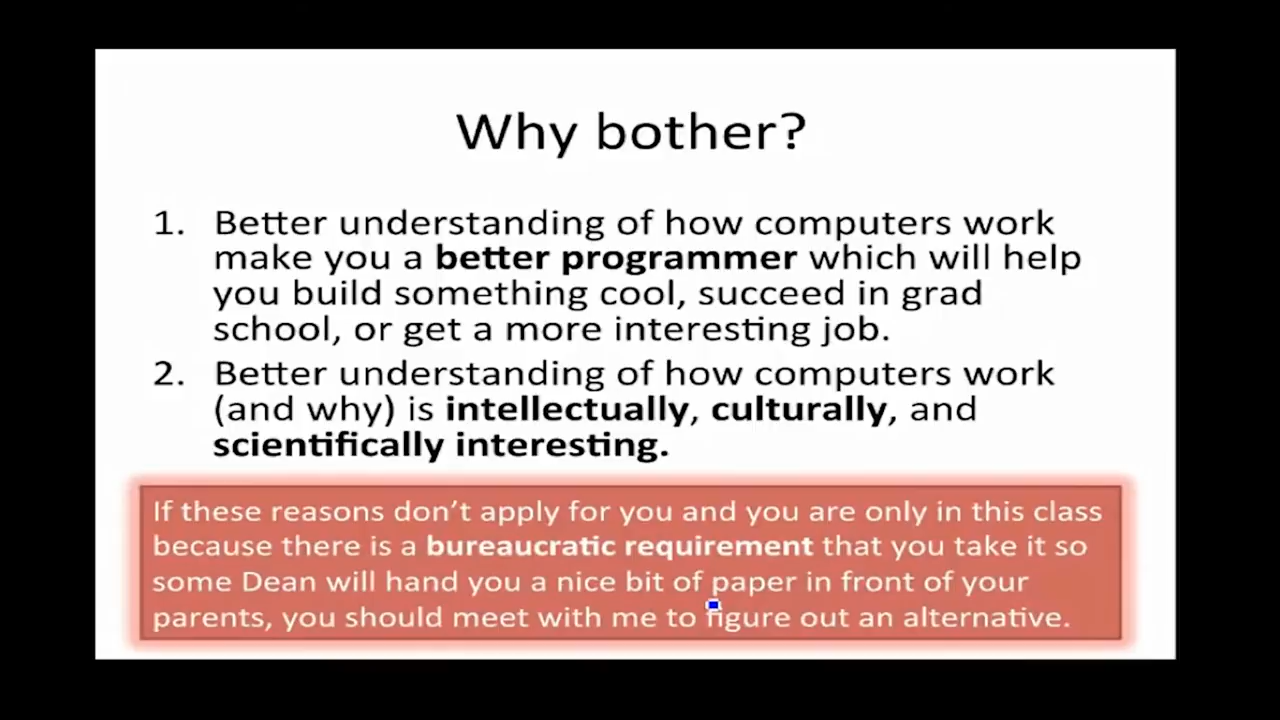 Why bother?
1. Better understanding of how computers work
make you a better programmer which will help
you build something cool, succeed in grad
school, or get a more interesting job.
2. Better understanding of how computers work
(and why) is intellectually, culturally, and
scientifically interesting.
If these reasons don't apply for you and you are only in this class
because there is a bureaucratic requirement that you take it so
some Dean will hand you a nice bit of paper in front of your
parents, you should meet with me to figure out an alternative.